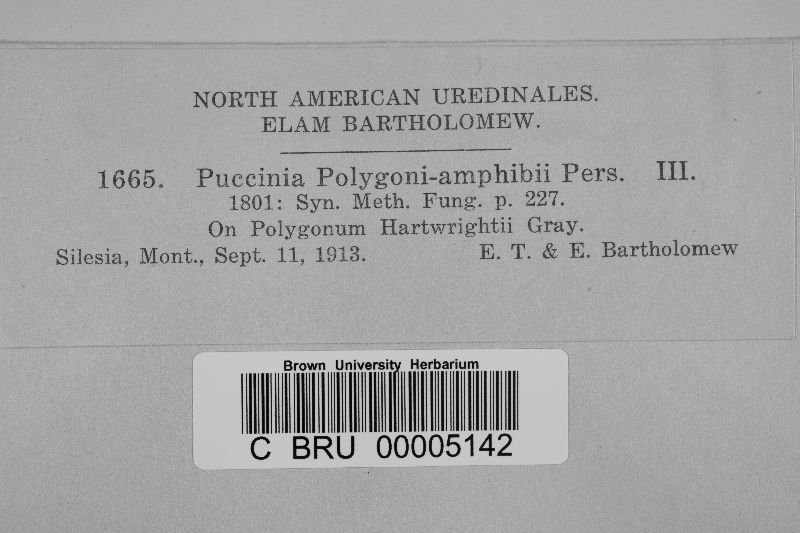 NORTH AMERICAN UREDINALES.
ELAM BARTHOLOMEW.
1665. Puccinia Polygoni-amphibii Pers. III.
1801: Syn. Meth. Fung. p. 227.
On Polygonum Hartwrightii Gray.
Silesia, Mont., Sept. 11, 1913. E. T. & E. Bartholomew
Brown University Herbarium
C BRU 00005142